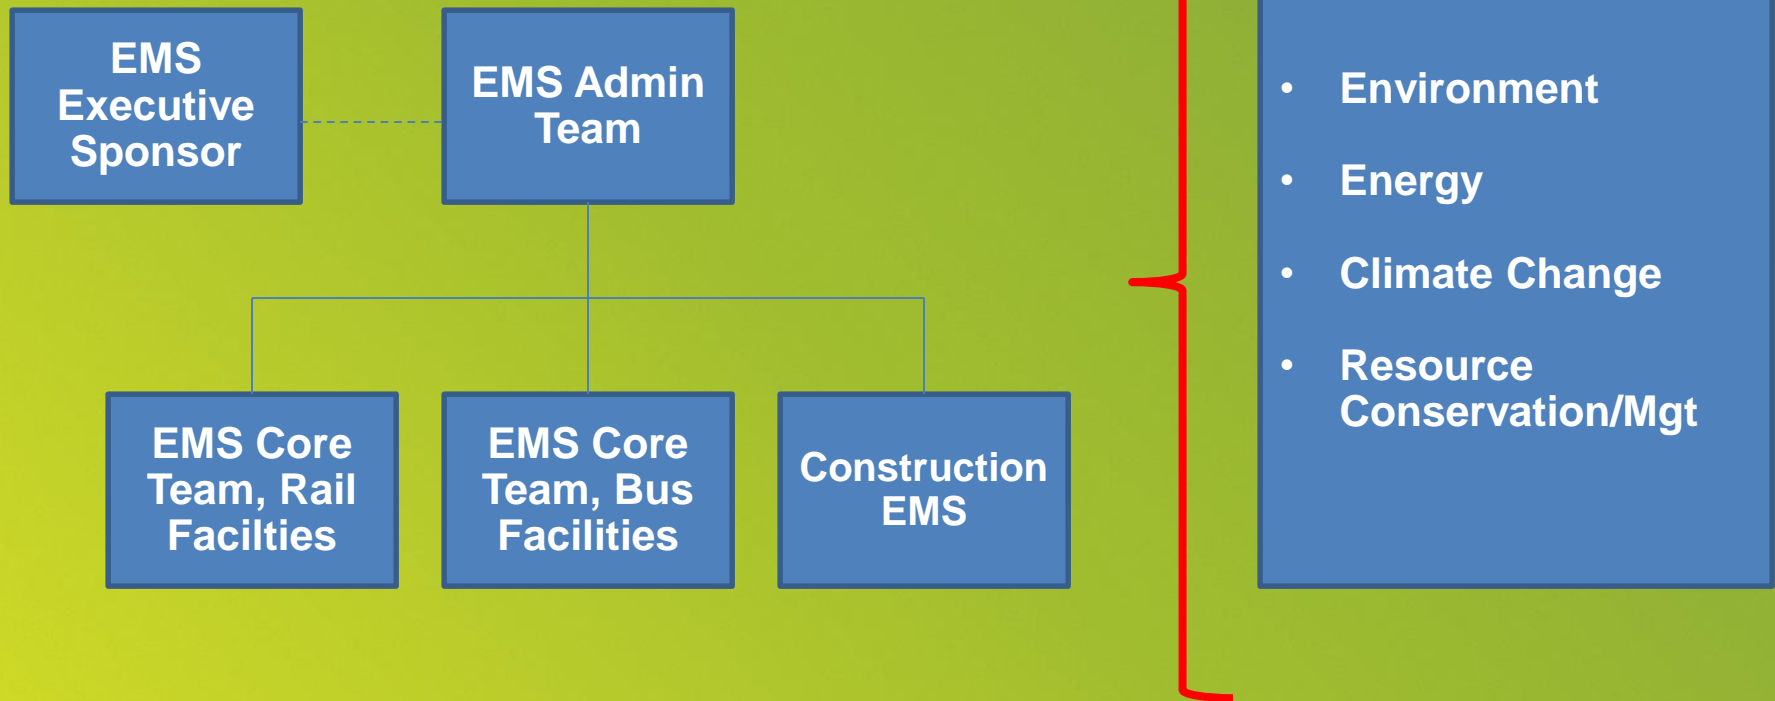 EMS
Executive
Sponsor
EMS Admin
Team
EMS Core
Team, Rail
Facilties
EMS Core
Team, Bus
Facilities
Construction
EMS
• Environment
• Energy
• Climate Change
• Resource
Conservation/Mgt